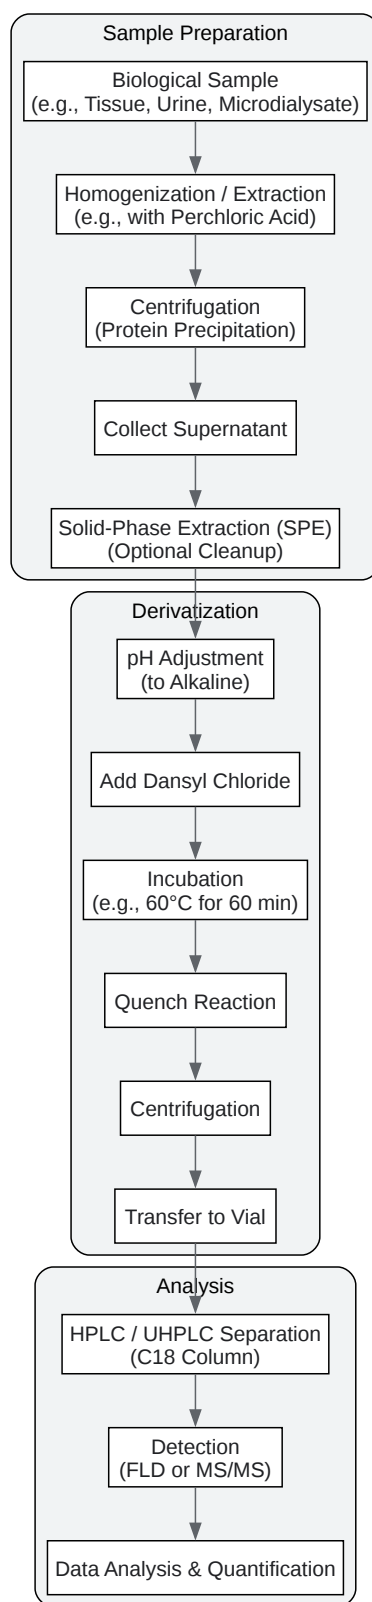 Sample Preparation
Biological Sample
(e.g., Tissue, Urine, Microdialysate)
Homogenization / Extraction
(e.g., with Perchloric Acid)
Centrifugation
(Protein Precipitation)
Collect Supernatant
Solid-Phase Extraction (SPE)
(Optional Cleanup)
Derivatization
pH Adjustment
(to Alkaline)
Add Dansyl Chloride
Incubation
(e.g., 60°C for 60 min)
Quench Reaction
Centrifugation
Transfer to Vial
Analysis
HPLC / UHPLC Separation
(C18 Column)
Detection
(FLD or MS/MS)
Data Analysis & Quantification